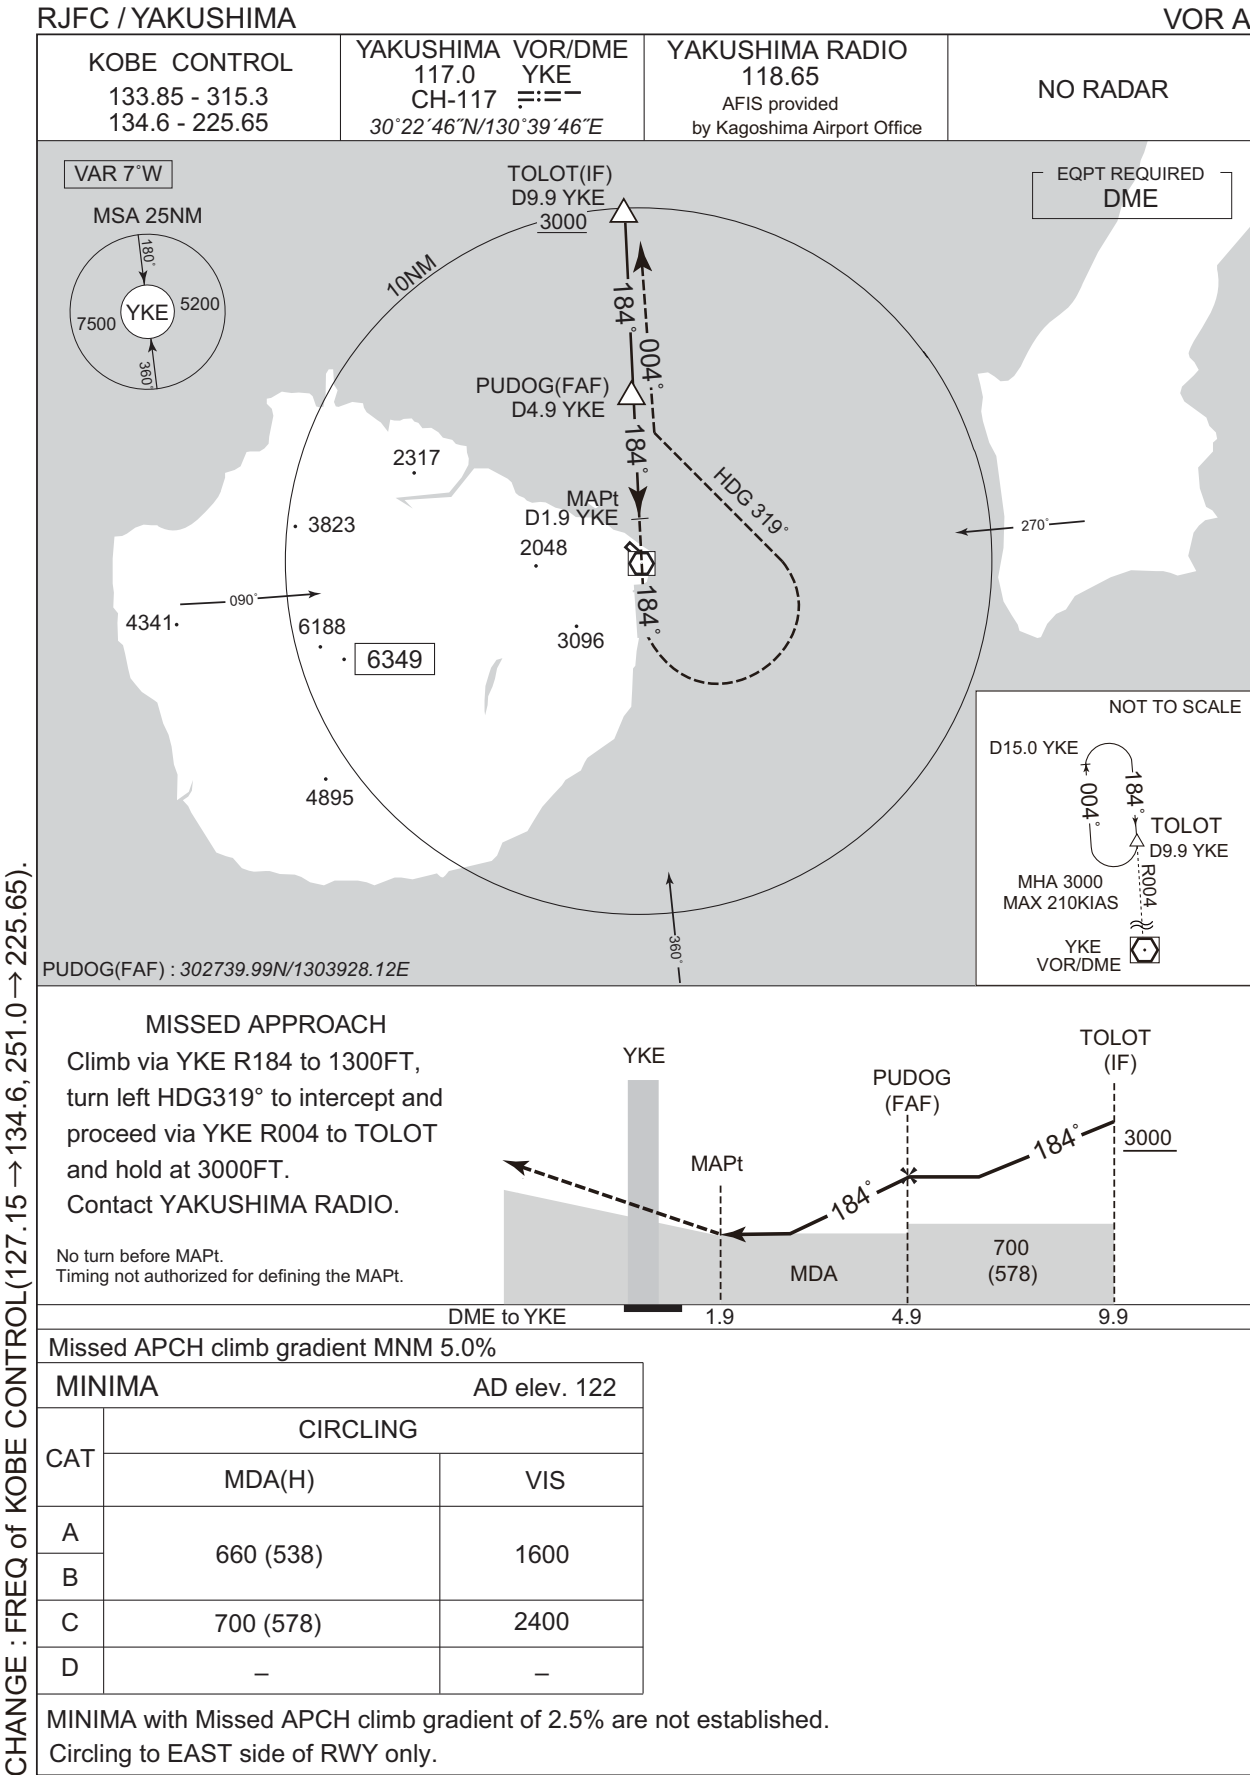 RJFC / YAKUSHIMA
VOR A
KOBE CONTROL
133.85 - 315.3
134.6 - 225.65
YAKUSHIMA VOR/DME
117.0 YKE
CH-117
30°22´46˝N/130°39´46˝E
YAKUSHIMA RADIO
118.65
AFIS provided
by Kagoshima Airport Office
NO RADAR
VAR 7°W
MSA 25NM
180°
YKE
7500
5200
360°
TOLOT(IF)
D9.9 YKE
3000
EQPT REQUIRED
DME
10NM
184°
004°
PUDOG(FAF)
D4.9 YKE
184°
HDG 319°
MAPt
D1.9 YKE
2317
3823
2048
270°
090°
4341
6188
6349
3096
184°
4895
360°
NOT TO SCALE
D15.0 YKE
004°
184°
TOLOT
D9.9 YKE
MHA 3000
MAX 210KIAS
R004
YKE
VOR/DME
PUDOG(FAF) : 302739.99N/1303928.12E
MISSED APPROACH
Climb via YKE R184 to 1300FT,
turn left HDG319° to intercept and
proceed via YKE R004 to TOLOT
and hold at 3000FT.
Contact YAKUSHIMA RADIO.
No turn before MAPt.
Timing not authorized for defining the MAPt.
YKE
MAPt
PUDOG
(FAF)
TOLOT
(IF)
184°
184°
3000
MDA
700
(578)
DME to YKE
1.9
4.9
9.9
Missed APCH climb gradient MNM 5.0%
MINIMA
AD elev. 122
CAT
CIRCLING
MDA(H)
VIS
A
B
660 (538)
1600
C
700 (578)
2400
D
–
–
MINIMA with Missed APCH climb gradient of 2.5% are not established.
Circling to EAST side of RWY only.
CHANGE : FREQ of KOBE CONTROL(127.15→134.6, 251.0→225.65).